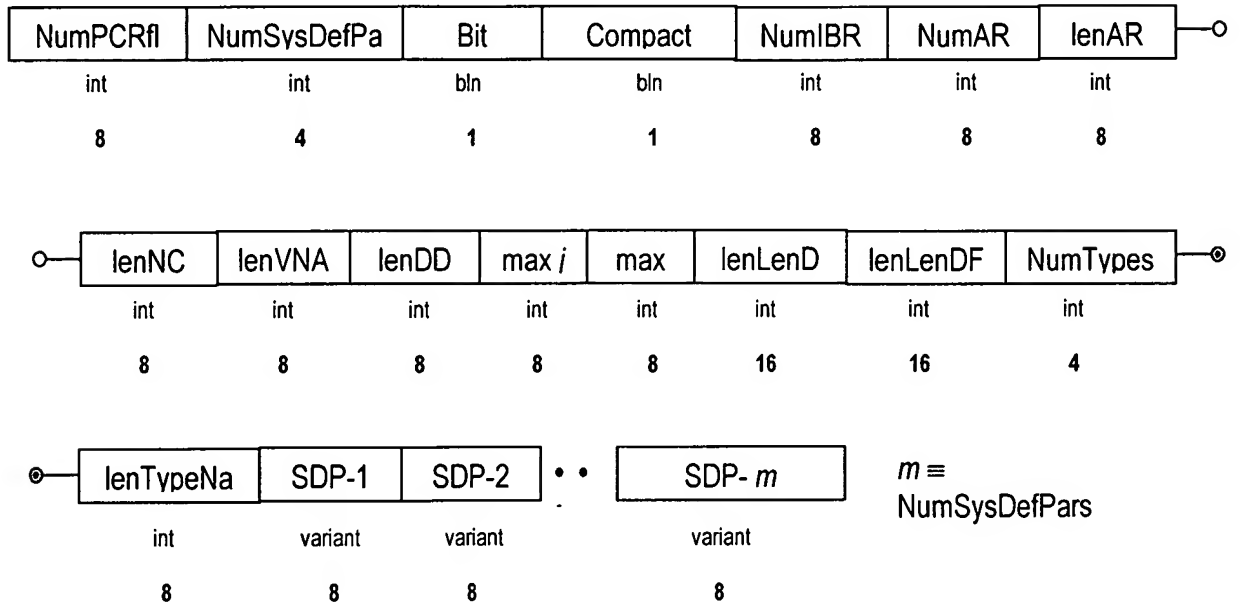 NumPCRfl NumSysDefPa Bit Compact NumIBR NumAR lenAR
int int bln bln int int int
8 4 1 1 8 8 8
lenNC lenVNA lenDD max i max lenLenD lenLenDF NumTypes
int int int int int int int int
8 8 8 8 8 16 16 4
lenTypeNa SDP-1 SDP-2 • • SDP- m m ≡
NumSysDefPars
int variant variant variant
8 8 8 8